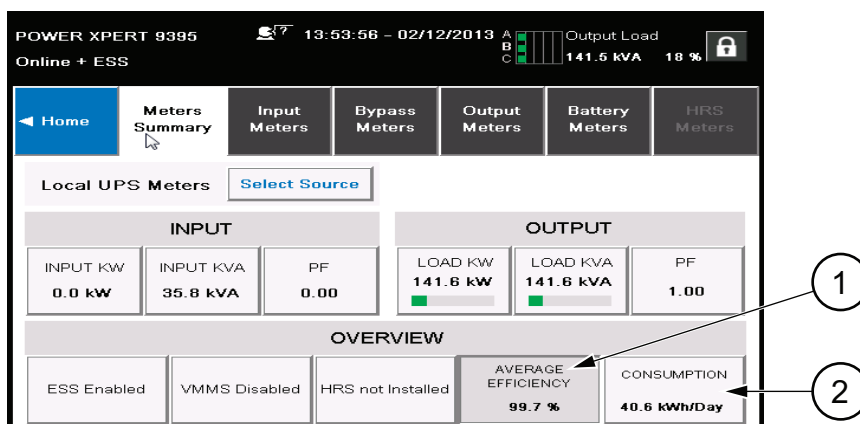 POWER XPERT 9395
? 13:53:56 - 02/12/2013
A
B
C
Output Load
Online + ESS
141.5 kVA 18 %
Home
Meters
Summary
Input
Meters
Bypass
Meters
Output
Meters
Battery
Meters
HRS
Meters
Local UPS Meters
Select Source
INPUT
OUTPUT
INPUT KW
0.0 kW
INPUT KVA
35.8 kVA
PF
0.00
LOAD KW
141.6 kW
LOAD KVA
141.6 kVA
PF
1.00
1
OVERVIEW
ESS Enabled
VMMS Disabled
HRS not Installed
AVERAGE
EFFICIENCY
99.7 %
CONSUMPTION
40.6 kWh/Day
2